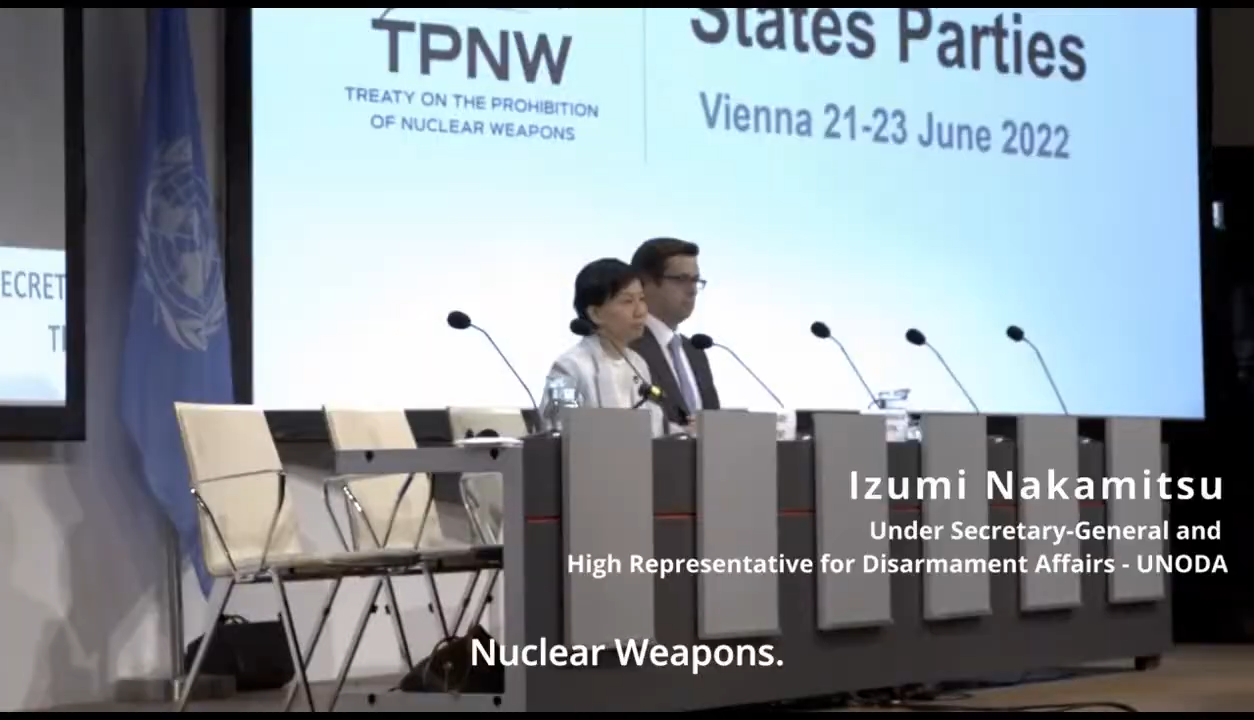 TPNW
TREATY ON THE PROHIBITION
OF NUCLEAR WEAPONS
States Parties
Vienna 21-23 June 2022
ECRET
Izumi Nakamitsu
Under Secretary-General and
High Representative for Disarmament Affairs - UNODA
Nuclear Weapons.